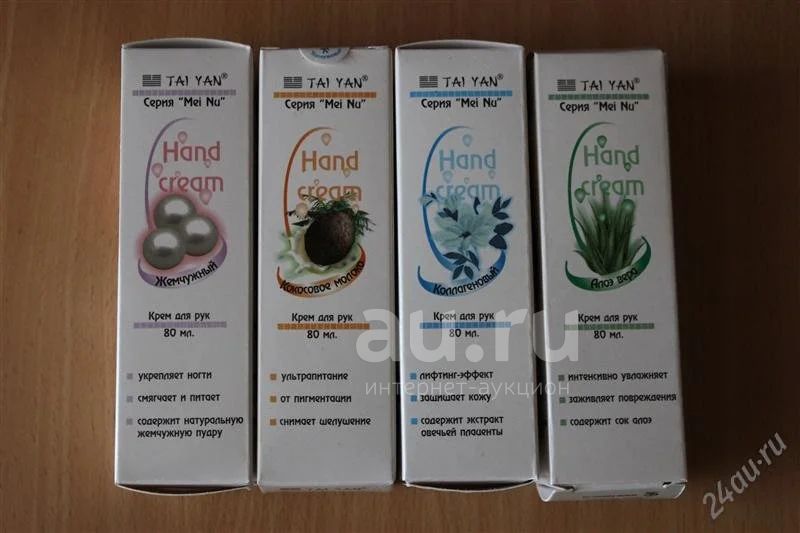 TAI YAN®
Серия "Mei Nu"
Hand
cream
Жемчужный
Крем для рук
80 мл.
укрепляет ногти
смягчает и питает
содержит натуральную
жемчужную пудру
TAI YAN®
Серия "Mei Nu"
Hand
cream
Кокосовое молоко
Крем для рук
80 мл.
ультрапитание
от пигментации
снимает шелушение
TAI YAN®
Серия "Mei Nu"
Hand
cream
Коллагеновый
Крем для рук
80 мл.
лифтинг-эффект
защищает кожу
содержит экстракт
овечьей плаценты
TAI YAN®
Серия "Mei Nu"
Hand
cream
Алоэ вера
Крем для рук
80 мл.
интенсивно увлажняет
заживляет повреждения
содержит сок алоэ
au.ru
интернет-аукцион
24au.ru